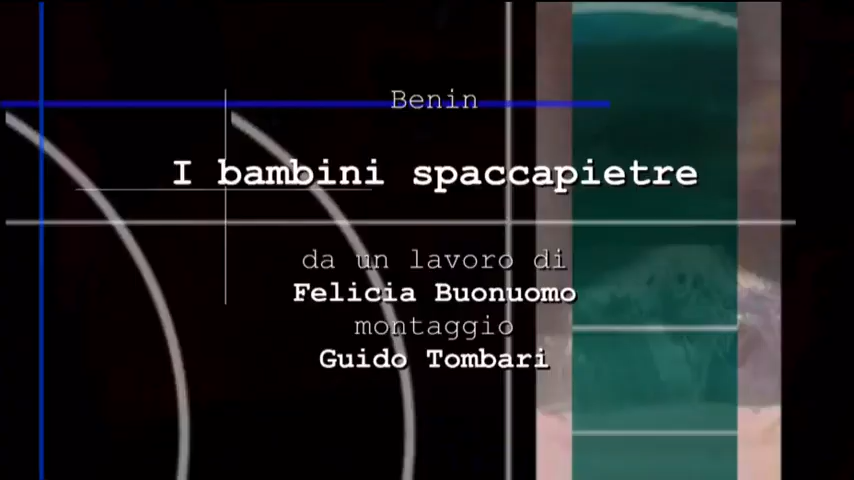 Benin
I bambini spaccapietre
da un lavoro di
Felicia Buonuomo
montaggio
Guido Tombari